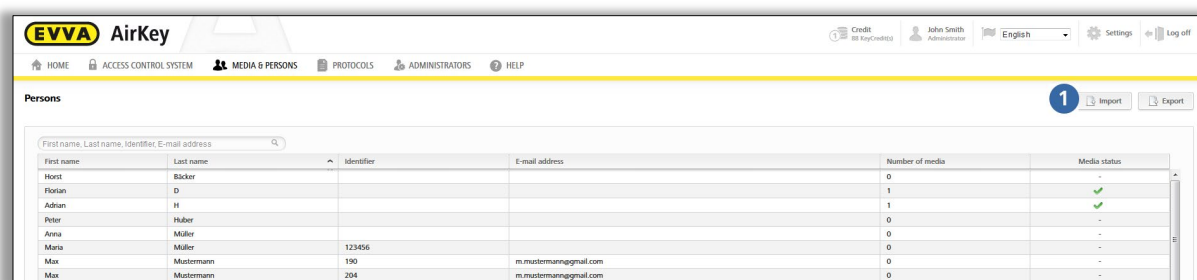 EVVA AirKey
Credit
88 KeyCredit(s)
John Smith
Administrator
English
Settings
Log off
HOME ACCESS CONTROL SYSTEM MEDIA & PERSONS PROTOCOLS ADMINISTRATORS HELP
Persons
1 Import Export
First name, Last name, Identifier, E-mail address
First name Last name Identifier E-mail address Number of media Media status
Horst Bäcker 0 -
Florian D 1
Adrian H 1
Peter Huber 0 -
Anna Müller 0 -
Maria Müller 123456 0 -
Max Mustermann 190 m.mustermann@gmail.com 0 -
Max Mustermann 204 m.mustermann@gmail.com 0 -